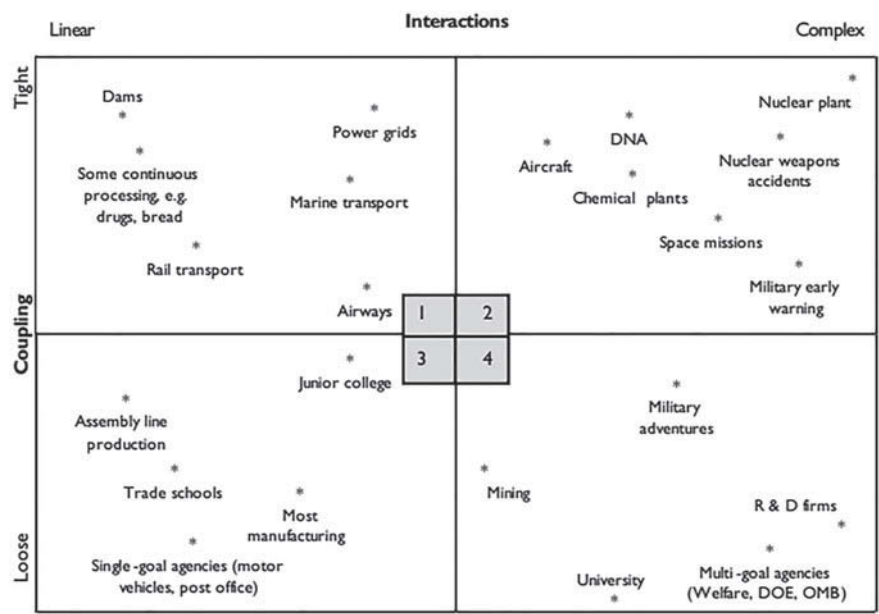 Interactions
Linear
Complex
Tight
Coupling
Loose
Dams
Some continuous
processing, e.g.
drugs, bread
Rail transport
Power grids
Marine transport
Airways
Aircraft
DNA
Chemical plants
Nuclear plant
Nuclear weapons
accidents
Space missions
Military early
warning
1
2
3
4
Junior college
Assembly line
production
Trade schools
Most
manufacturing
Single-goal agencies (motor
vehicles, post office)
Military
adventures
Mining
R & D firms
Multi-goal agencies
(Welfare, DOE, OMB)
University